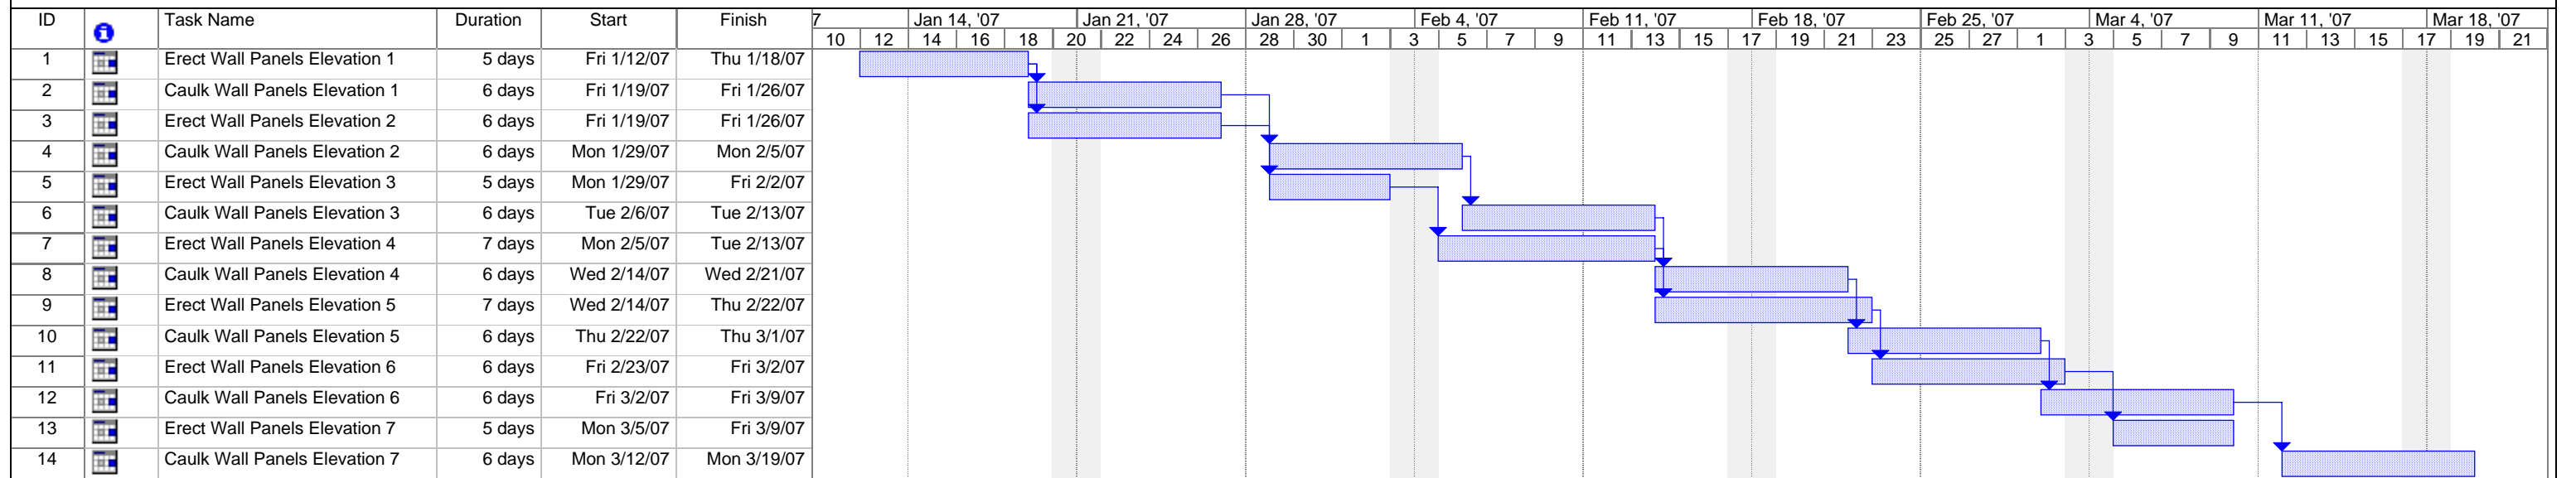 ID Task Name Duration Start Finish 7 Jan 14, '07 Jan 21, '07 Jan 28, '07 Feb 4, '07 Feb 11, '07 Feb 18, '07 Feb 25, '07 Mar 4, '07 Mar 11, '07 Mar 18, '07
10 12 14 16 18 20 22 24 26 28 30 1 3 5 7 9 11 13 15 17 19 21 23 25 27 1 3 5 7 9 11 13 15 17 19 21
1 Erect Wall Panels Elevation 1 5 days Fri 1/12/07 Thu 1/18/07
2 Caulk Wall Panels Elevation 1 6 days Fri 1/19/07 Fri 1/26/07
3 Erect Wall Panels Elevation 2 6 days Fri 1/19/07 Fri 1/26/07
4 Caulk Wall Panels Elevation 2 6 days Mon 1/29/07 Mon 2/5/07
5 Erect Wall Panels Elevation 3 5 days Mon 1/29/07 Fri 2/2/07
6 Caulk Wall Panels Elevation 3 6 days Tue 2/6/07 Tue 2/13/07
7 Erect Wall Panels Elevation 4 7 days Mon 2/5/07 Tue 2/13/07
8 Caulk Wall Panels Elevation 4 6 days Wed 2/14/07 Wed 2/21/07
9 Erect Wall Panels Elevation 5 7 days Wed 2/14/07 Thu 2/22/07
10 Caulk Wall Panels Elevation 5 6 days Thu 2/22/07 Thu 3/1/07
11 Erect Wall Panels Elevation 6 6 days Fri 2/23/07 Fri 3/2/07
12 Caulk Wall Panels Elevation 6 6 days Fri 3/2/07 Fri 3/9/07
13 Erect Wall Panels Elevation 7 5 days Mon 3/5/07 Fri 3/9/07
14 Caulk Wall Panels Elevation 7 6 days Mon 3/12/07 Mon 3/19/07